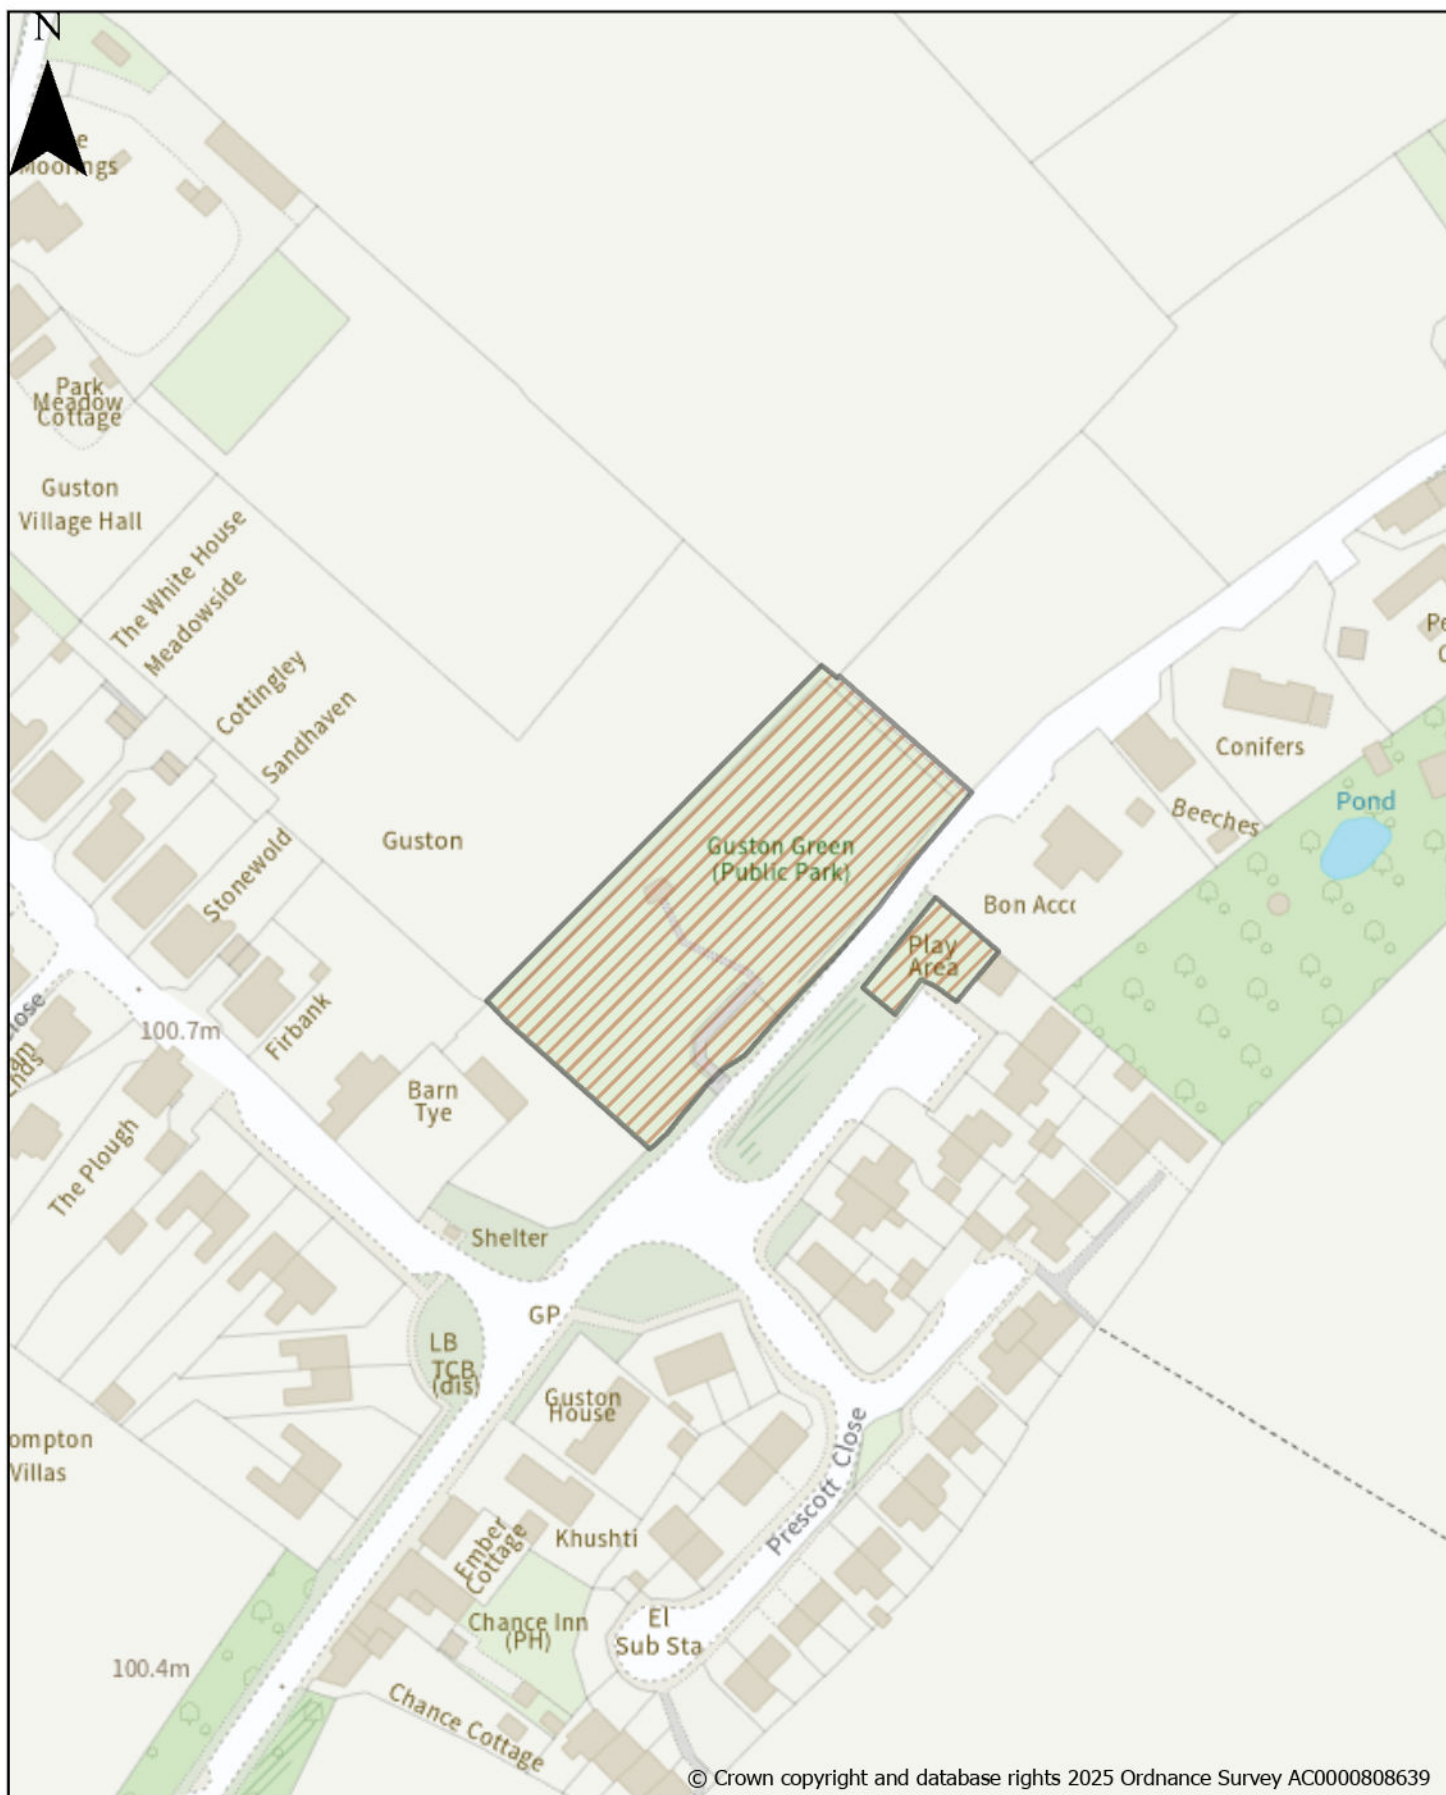 N
Moorings
Park
Meadow
Cottage
Guston
Village Hall
The White House
Meadowside
Cottingley
Sandhaven
Stonewold
Guston
Guston Green
(Public Park)
Conifers
Pond
Beeches
Bon Acco
Play
Area
Firbank
100.7m
Barn
Tye
The Plough
Shelter
GP
LB
TCB
(dis)
Guston
House
ompton
Villas
Prescott Close
Ember
Cottage
Khushti
Chance Inn
(PH)
El
Sub Sta
100.4m
Chance Cottage
© Crown copyright and database rights 2025 Ordnance Survey AC0000808639